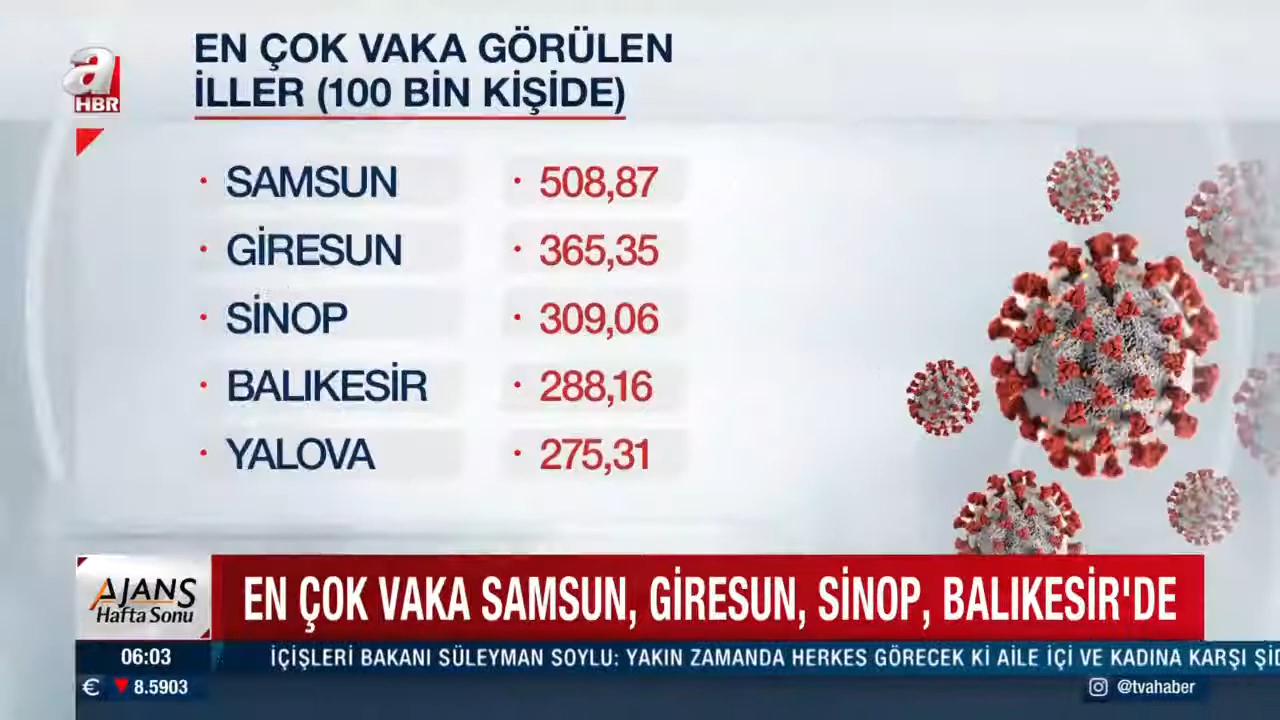 EN ÇOK VAKA GÖRÜLEN
İLLER (100 BİN KİŞİDE)
a
HBR
· SAMSUN · 508,87
· GİRESUN · 365,35
· SİNOP · 309,06
· BALIKESİR · 288,16
· YALOVA · 275,31
AJANS
Hafta Sonu
EN ÇOK VAKA SAMSUN, GİRESUN, SİNOP, BALIKESİR'DE
06:03 İÇİŞLERİ BAKANI SÜLEYMAN SOYLU: YAKIN ZAMANDA HERKES GÖRECEK Kİ AİLE İÇİ VE KADINA KARŞI
€ 8.5903 @tvahaber